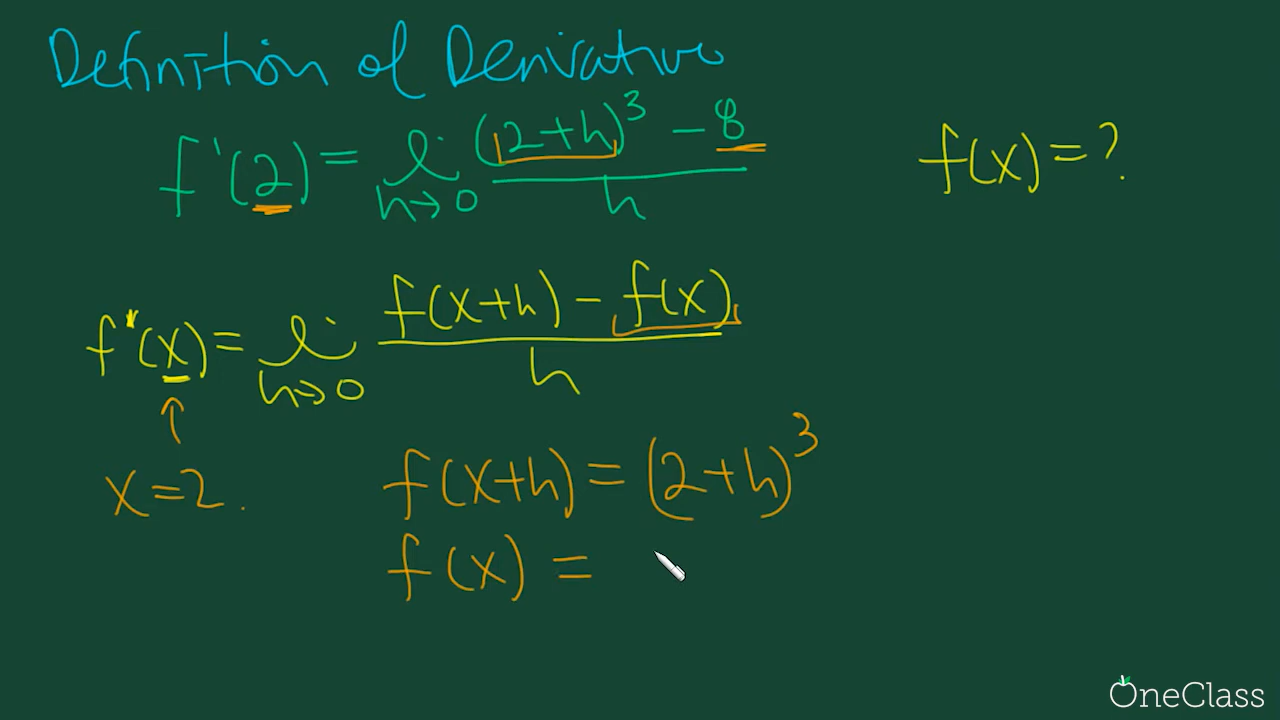 Definition of Derivative
f'(2) = lim h→0 ((2+h)³ - 8)/h
f(x) = ?
f'(x) = lim h→0 (f(x+h) - f(x))/h
x = 2.
f(x+h) = (2+h)³
f(x) =
OneClass